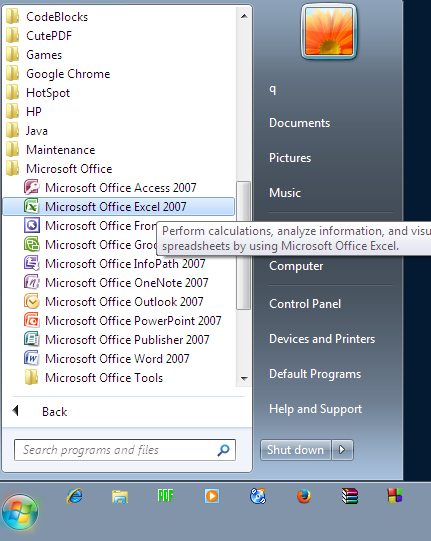 CodeBlocks
CutePDF
Games
Google Chrome
HotSpot
HP
Java
Maintenance
Microsoft Office
Microsoft Office Access 2007
Microsoft Office Excel 2007
Microsoft Office Fron
Microsoft Office Groo
Microsoft Office InfoPath 2007
Microsoft Office OneNote 2007
Microsoft Office Outlook 2007
Microsoft Office PowerPoint 2007
Microsoft Office Publisher 2007
Microsoft Office Word 2007
Microsoft Office Tools
Back
Search programs and files
Perform calculations, analyze information, and visu
spreadsheets by using Microsoft Office Excel.
q
Documents
Pictures
Music
Computer
Control Panel
Devices and Printers
Default Programs
Help and Support
Shut down